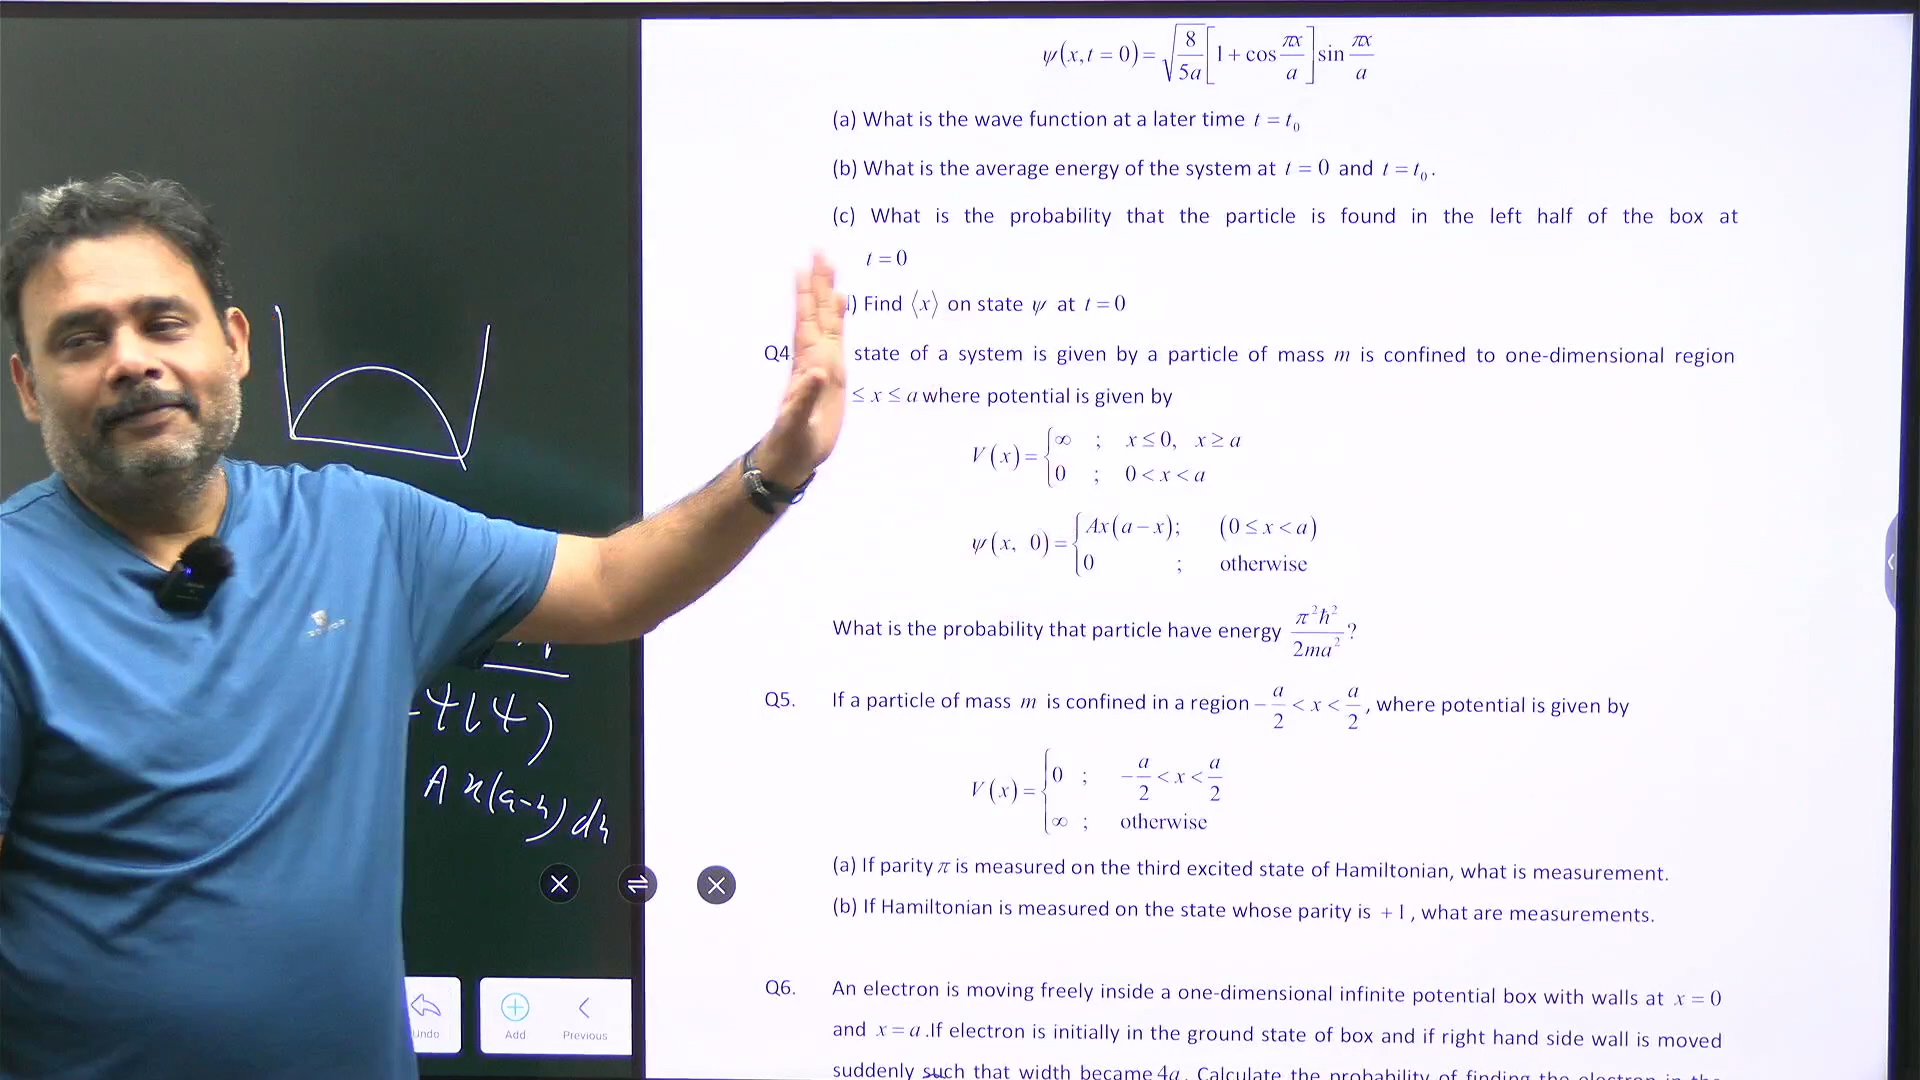 ψ(x,t = 0) = √(8/5a) [1 + cos πx/a] sin πx/a
(a) What is the wave function at a later time t = t₀
(b) What is the average energy of the system at t = 0 and t = t₀.
(c) What is the probability that the particle is found in the left half of the box at
t = 0
) Find ⟨x⟩ on state ψ at t = 0
Q4. state of a system is given by a particle of mass m is confined to one-dimensional region
≤ x ≤ a where potential is given by
V(x) = { ∞ ; x ≤ 0, x ≥ a
0 ; 0 < x < a
ψ(x, 0) = { Ax(a − x); (0 ≤ x < a)
0 ; otherwise
What is the probability that particle have energy π²ħ²/2ma² ?
Q5. If a particle of mass m is confined in a region −a/2 < x < a/2, where potential is given by
V(x) = { 0 ; −a/2 < x < a/2
∞ ; otherwise
(a) If parity π is measured on the third excited state of Hamiltonian, what is measurement.
(b) If Hamiltonian is measured on the state whose parity is +1, what are measurements.
Q6. An electron is moving freely inside a one-dimensional infinite potential box with walls at x = 0
and x = a .If electron is initially in the ground state of box and if right hand side wall is moved
suddenly such that width became 4a. Calculate the probability of finding the electron in the
A x(a-x) dx
Undo
Add
Previous